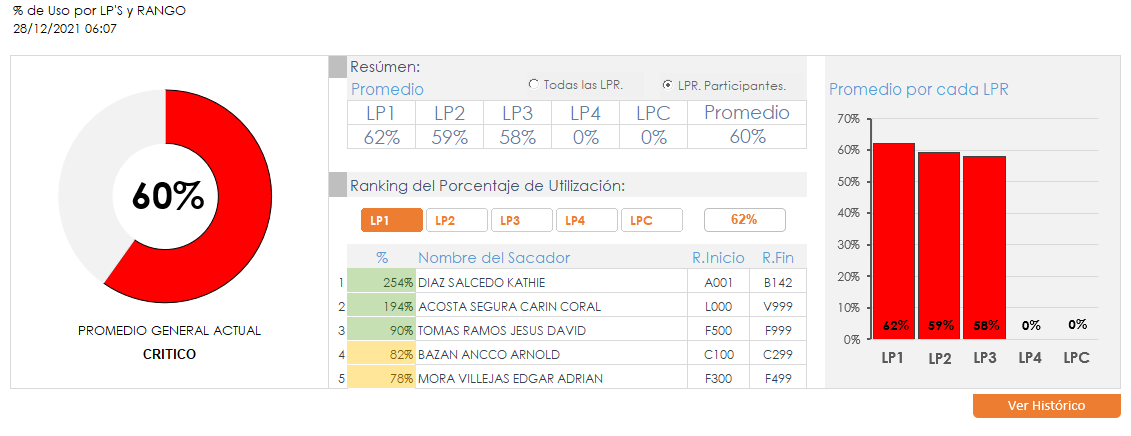 % de Uso por LP'S y RANGO
28/12/2021 06:07
60%
PROMEDIO GENERAL ACTUAL
CRITICO
Resúmen:
Promedio
Todas las LPR.
LPR. Participantes.
LP1 LP2 LP3 LP4 LPC Promedio
62% 59% 58% 0% 0% 60%
Ranking del Porcentaje de Utilización:
LP1 LP2 LP3 LP4 LPC 62%
% Nombre del Sacador R.Inicio R.Fin
1 254% DIAZ SALCEDO KATHIE A001 B142
2 194% ACOSTA SEGURA CARIN CORAL L000 V999
3 90% TOMAS RAMOS JESUS DAVID F500 F999
4 82% BAZAN ANCCO ARNOLD C100 C299
5 78% MORA VILLEJAS EDGAR ADRIAN F300 F499
Promedio por cada LPR
70%
60%
50%
40%
30%
20%
10%
0%
62% 59% 58% 0% 0%
LP1 LP2 LP3 LP4 LPC
Ver Histórico